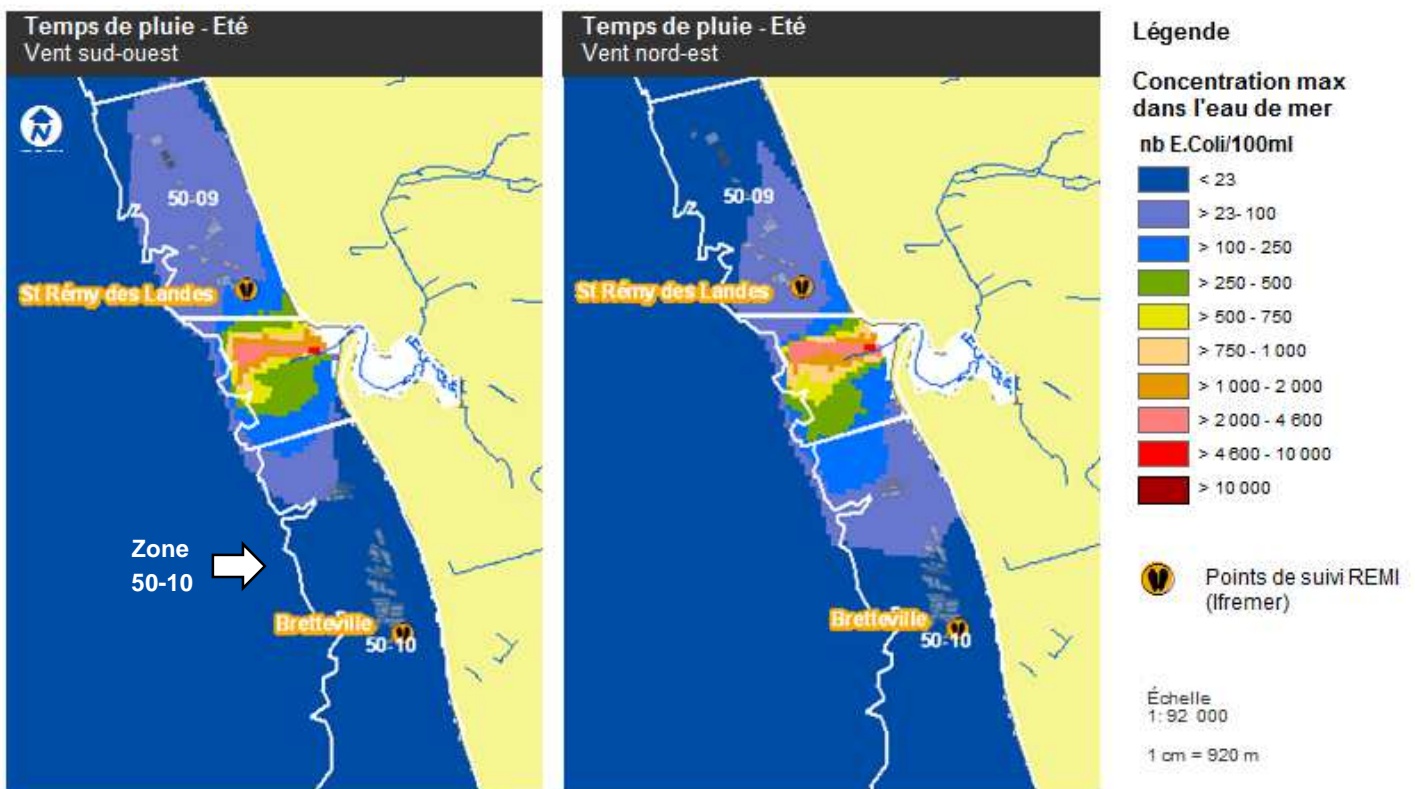 Temps de pluie - Eté
Vent sud-ouest
N
50-09
St Rémy des Landes
Zone
50-10
Bretteville
50-10
Temps de pluie - Eté
Vent nord-est
50-09
St Rémy des Landes
Bretteville
50-10
Légende
Concentration max
dans l'eau de mer
nb E.Coli/100ml
< 23
> 23- 100
> 100 - 250
> 250 - 500
> 500 - 750
> 750 - 1 000
> 1 000 - 2 000
> 2 000 - 4 600
> 4 600 - 10 000
> 10 000
Points de suivi REMI
(Ifremer)
Échelle
1: 92 000
1 cm = 920 m